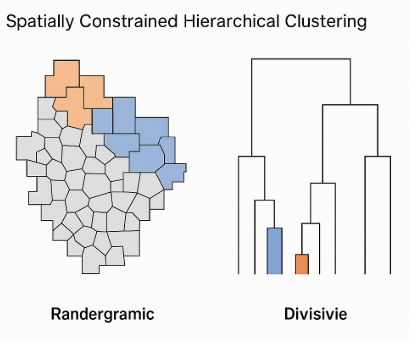 Spatially Constrained Hierarchical Clustering
Randergramic
Divisivie